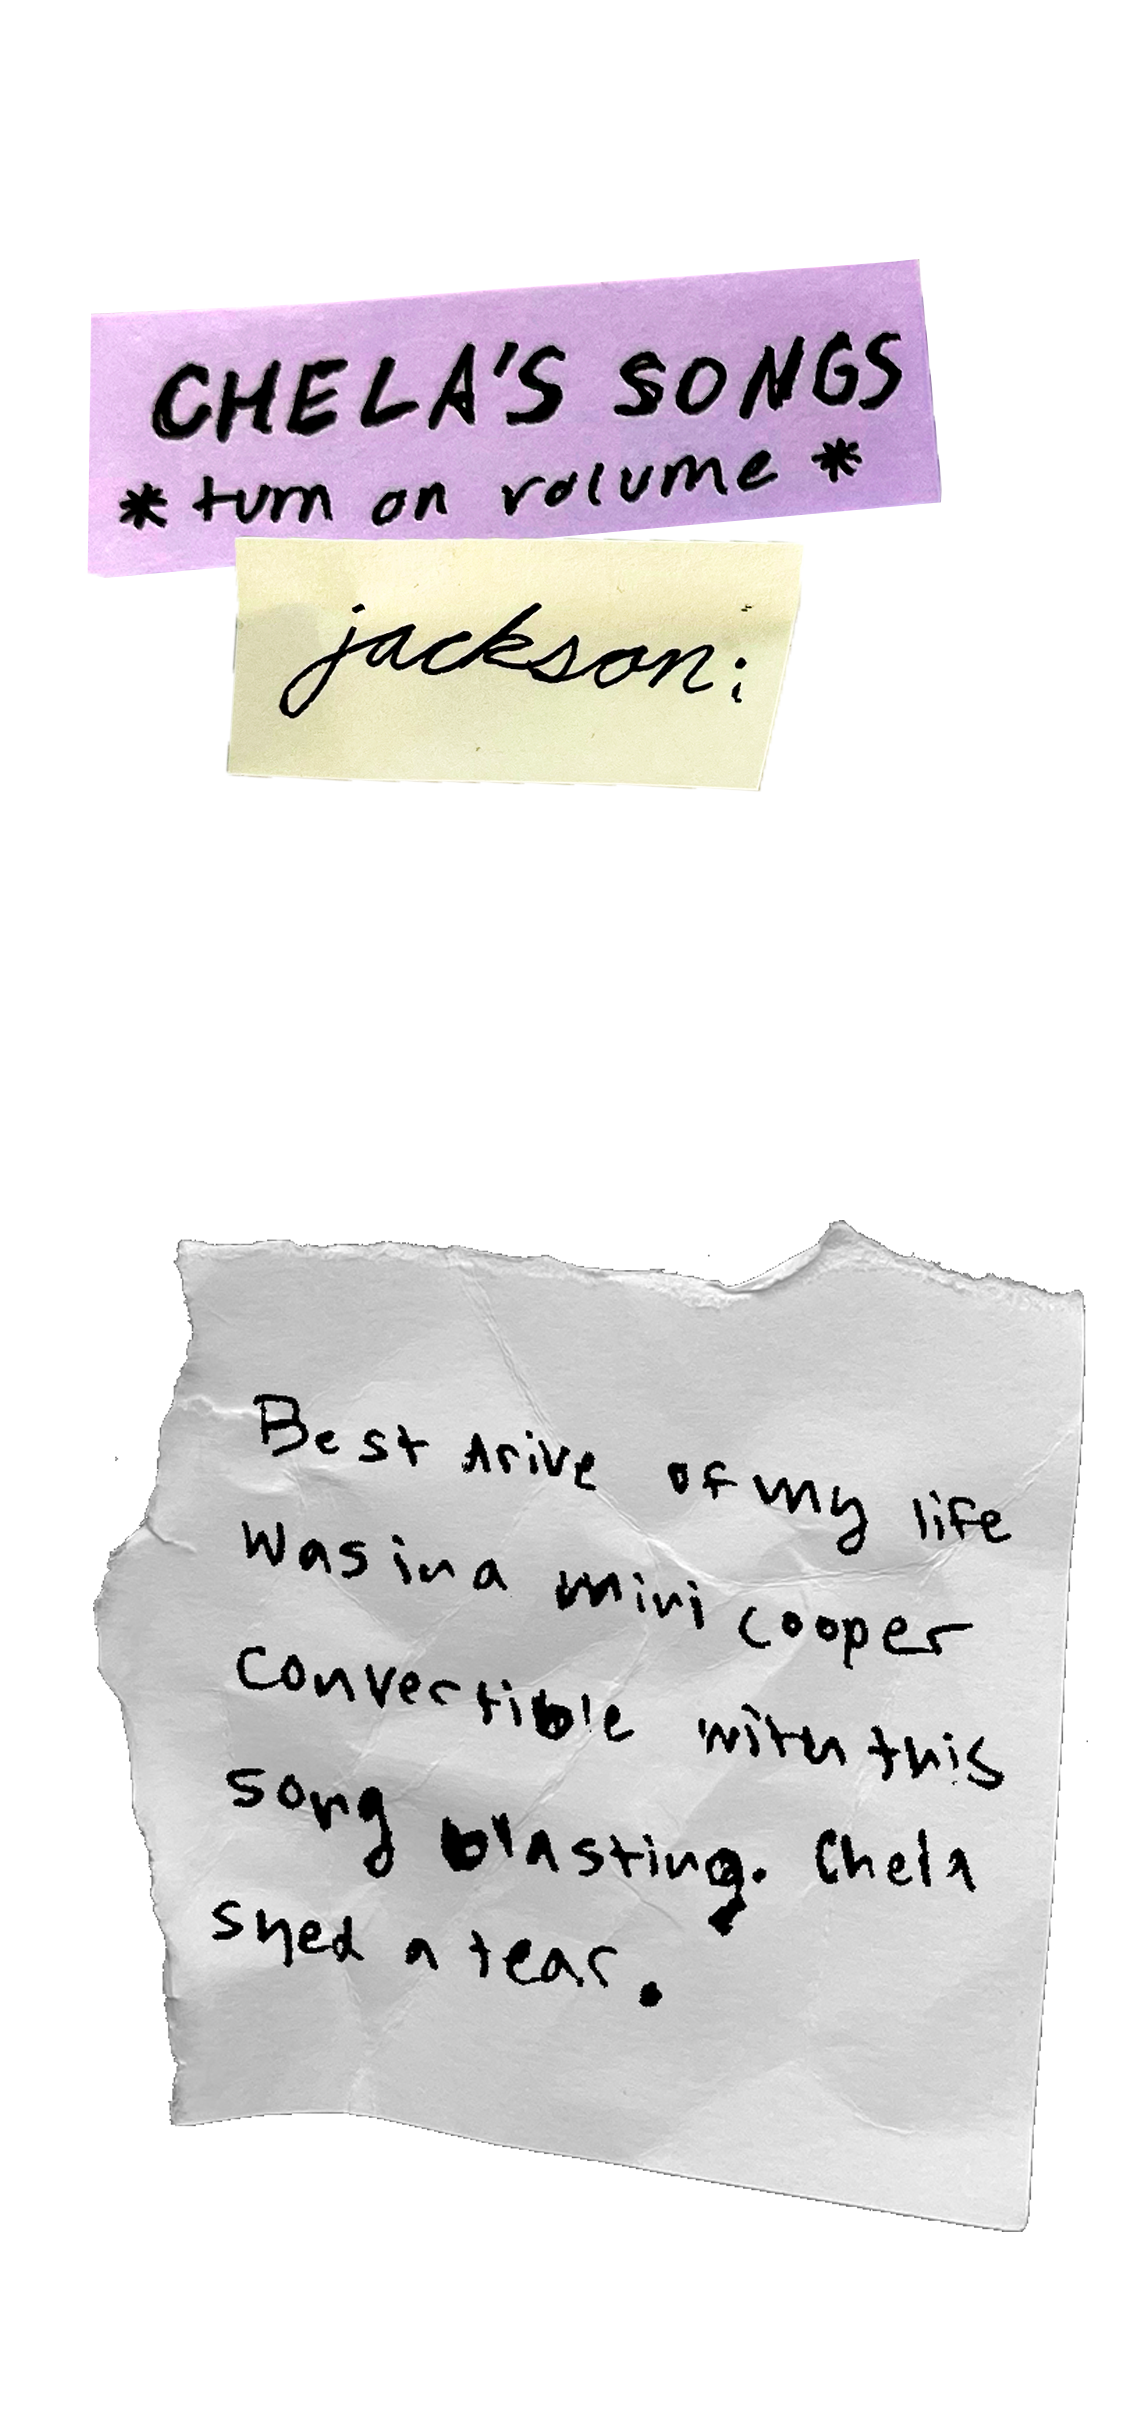 CHELA'S SONGS
* turn on volume *
jackson:
Best drive of my life
was in a mini cooper
convertible with this
song blasting. Chela
shed a tear.